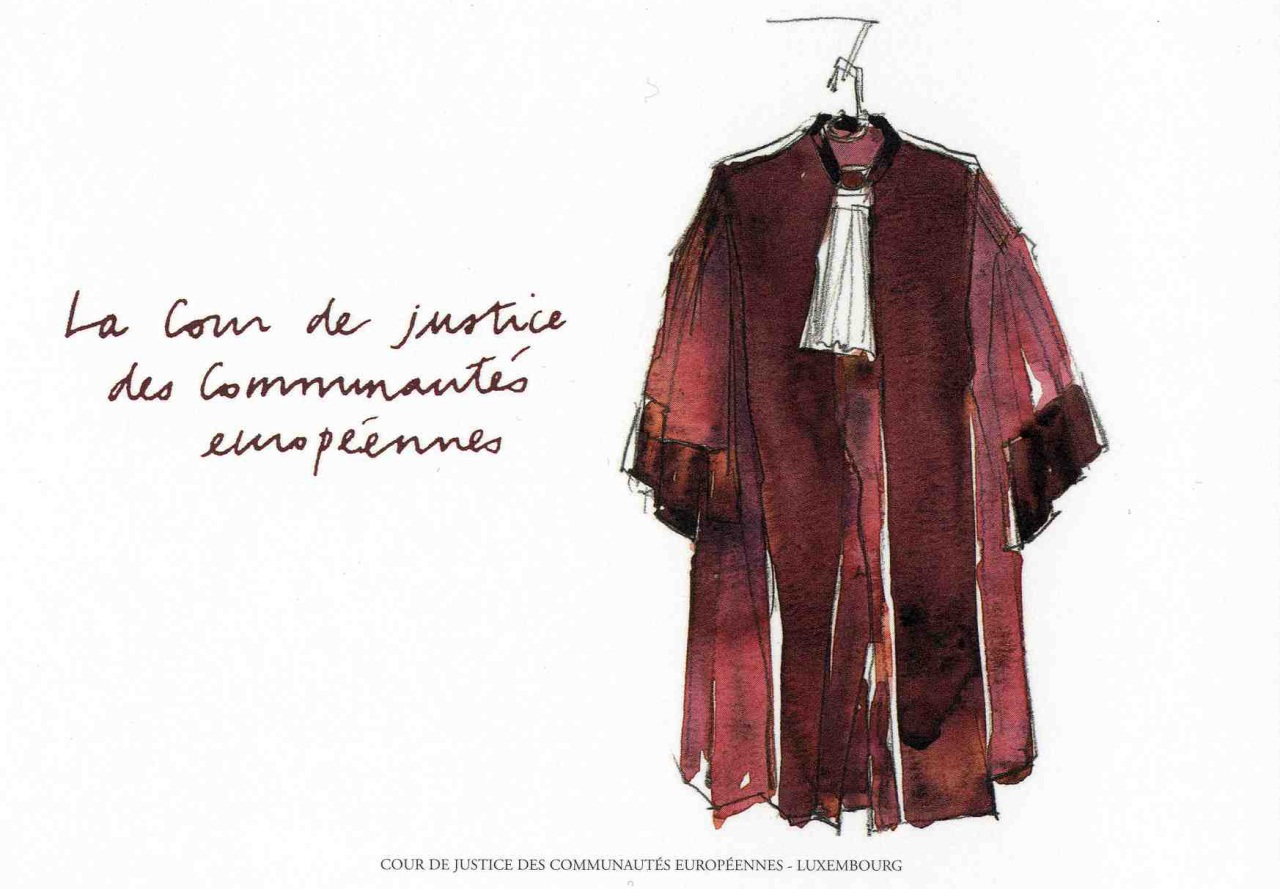 La Cour de justice
des Communautés
européennes
COUR DE JUSTICE DES COMMUNAUTÉS EUROPÉENNES - LUXEMBOURG